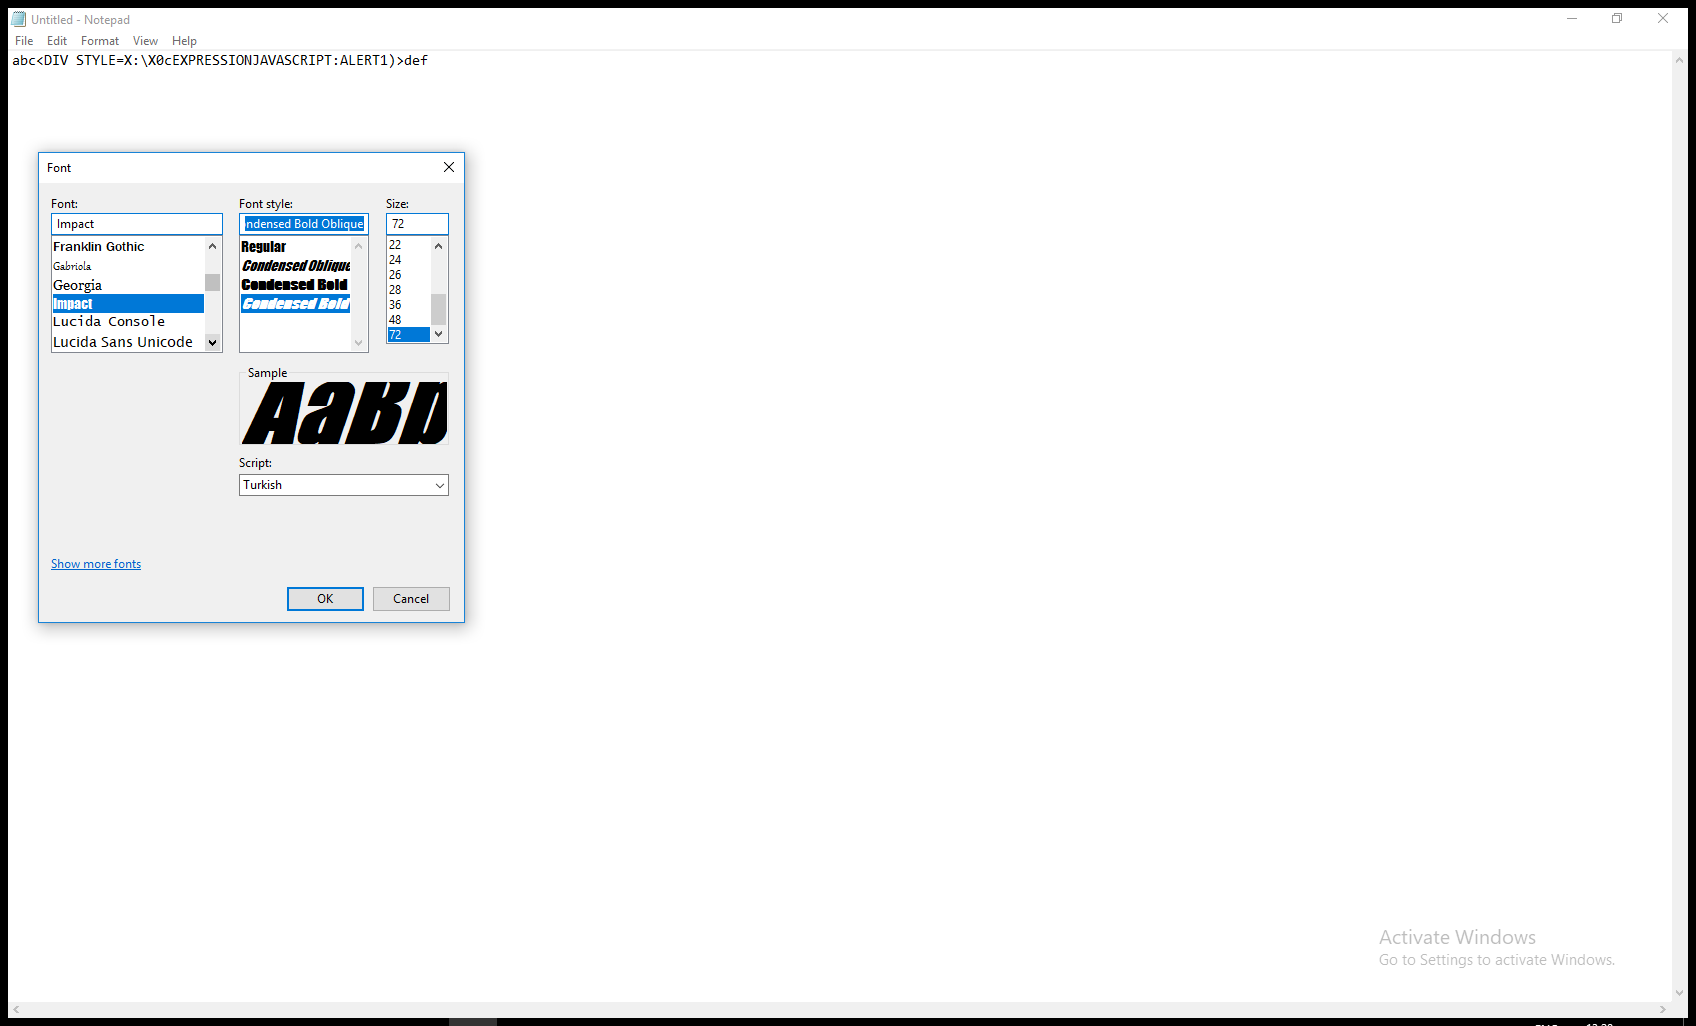 Untitled - Notepad
File Edit Format View Help
abc<DIV STYLE=X:\X0cEXPRESSIONJAVASCRIPT:ALERT1)>def
Font
Font: Font style: Size:
Impact ndensed Bold Oblique 72
Franklin Gothic
Gabriola
Georgia
Impact
Lucida Console
Lucida Sans Unicode
Regular
Condensed Oblique
Condensed Bold
Condensed Bold
22
24
26
28
36
48
72
Sample
AaBb
Script:
Turkish
Show more fonts
OK Cancel
Activate Windows
Go to Settings to activate Windows.